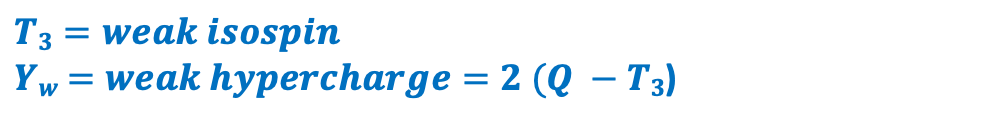 T₃ = weak isospin
Y_w = weak hypercharge = 2 (Q − T₃)